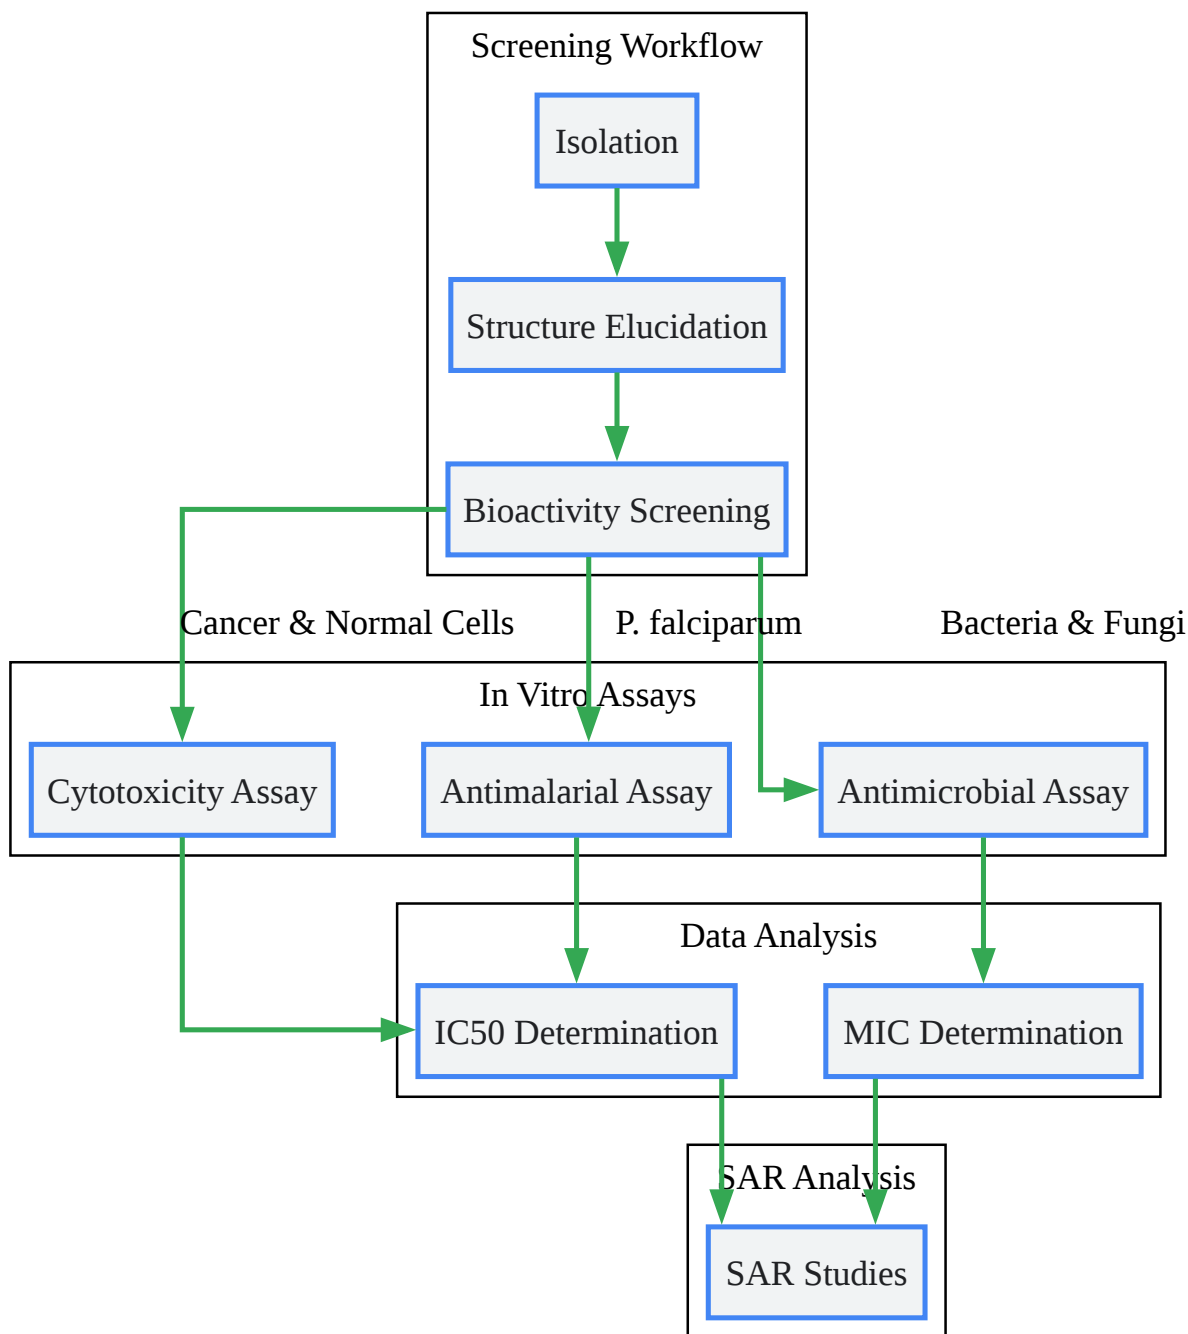 Screening Workflow
Isolation
Structure Elucidation
Bioactivity Screening
Cancer & Normal Cells
P. falciparum
Bacteria & Fungi
In Vitro Assays
Cytotoxicity Assay
Antimalarial Assay
Antimicrobial Assay
Data Analysis
IC50 Determination
MIC Determination
SAR Analysis
SAR Studies